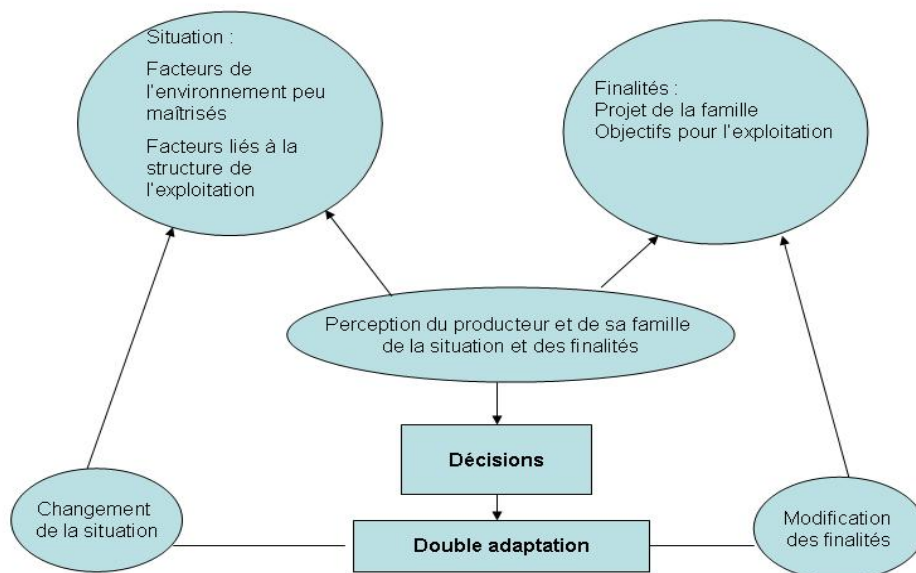 Situation :
Facteurs de
l'environnement peu
maîtrisés
Facteurs liés à la
structure de
l'exploitation
Finalités :
Projet de la famille
Objectifs pour l'exploitation
Perception du producteur et de sa famille
de la situation et des finalités
Décisions
Changement
de la situation
Double adaptation
Modification
des finalités